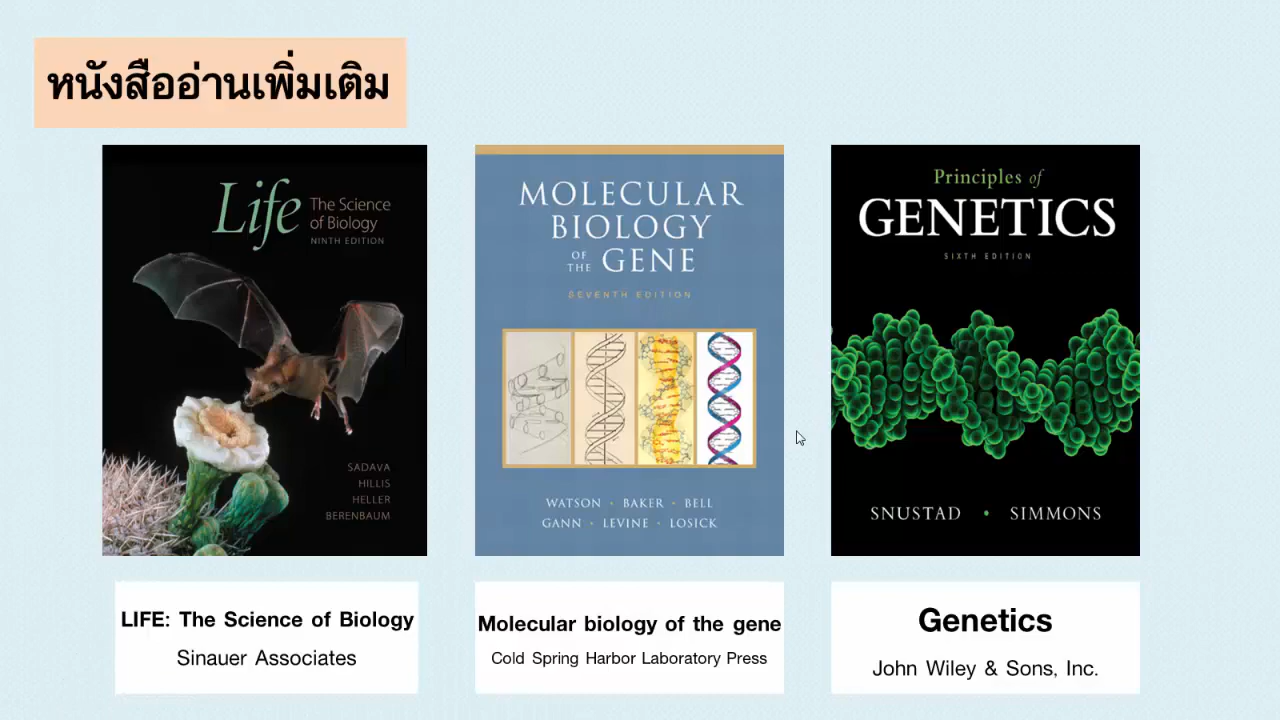 หนังสืออ่านเพิ่มเติม
Life
The Science
of Biology
NINTH EDITION
SADAVA
HILLIS
HELLER
BERENBAUM
LIFE: The Science of Biology
Sinauer Associates
MOLECULAR
BIOLOGY
OF
THE GENE
SEVENTH EDITION
WATSON • BAKER • BELL
GANN • LEVINE • LOSICK
Molecular biology of the gene
Cold Spring Harbor Laboratory Press
Principles of
GENETICS
SIXTH EDITION
SNUSTAD • SIMMONS
Genetics
John Wiley & Sons, Inc.